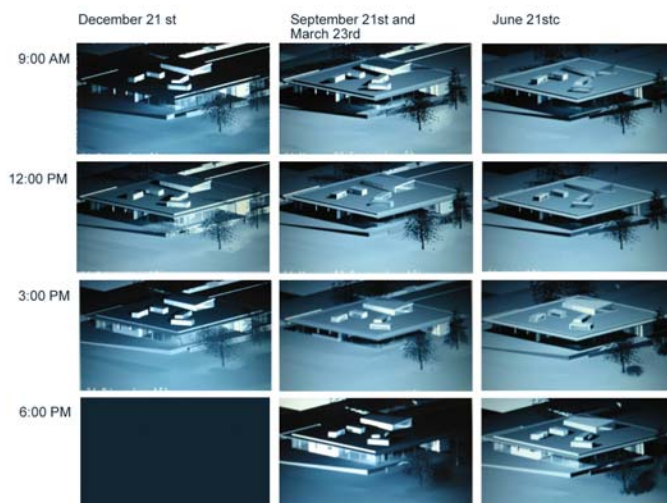 December 21 st
September 21st and
March 23rd
June 21stc
9:00 AM
12:00 PM
3:00 PM
6:00 PM